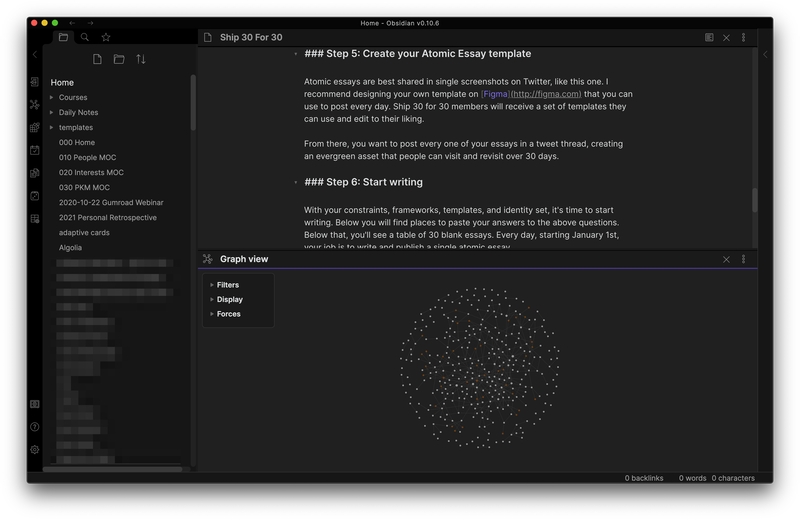 Home - Obsidian v0.10.6
Ship 30 For 30
Home
Courses
Daily Notes
templates
000 Home
010 People MOC
020 Interests MOC
030 PKM MOC
2020-10-22 Gumroad Webinar
2021 Personal Retrospective
adaptive cards
Algolia
### Step 5: Create your Atomic Essay template
Atomic essays are best shared in single screenshots on Twitter, like this one. I
recommend designing your own template on [Figma](http://figma.com) that you can
use to post every day. Ship 30 for 30 members will receive a set of templates they
can use and edit to their liking.
From there, you want to post every one of your essays in a tweet thread, creating
an evergreen asset that people can visit and revisit over 30 days.
### Step 6: Start writing
With your constraints, frameworks, templates, and identity set, it's time to start
writing. Below you will find places to paste your answers to the above questions.
Below that, you'll see a table of 30 blank essays. Every day, starting January 1st,
your job is to write and publish a single atomic essay.
Graph view
Filters
Display
Forces
0 backlinks 0 words 0 characters